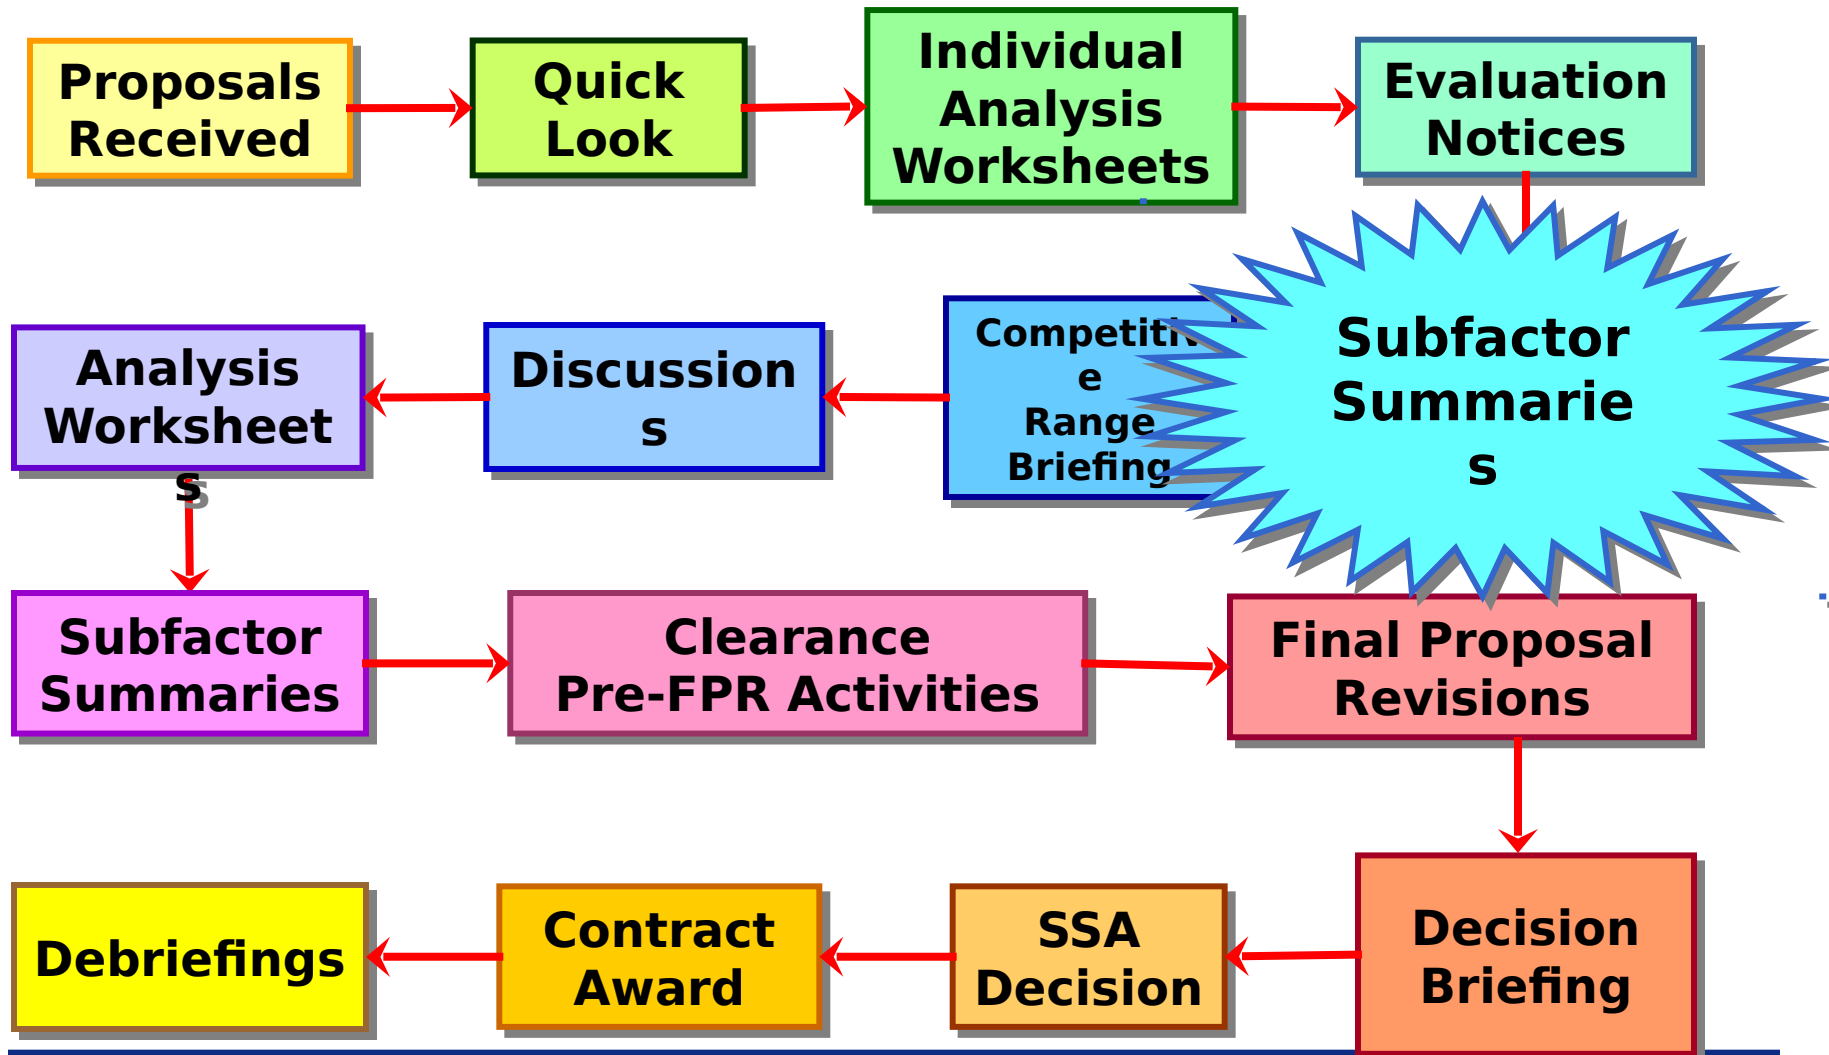 Proposals
Received
Quick
Look
Individual
Analysis
Worksheets
Evaluation
Notices
Subfactor
Summarie
s
Competitiv
e
Range
Briefing
Discussion
s
Analysis
Worksheet
s
Subfactor
Summaries
Clearance
Pre-FPR Activities
Final Proposal
Revisions
Decision
Briefing
SSA
Decision
Contract
Award
Debriefings